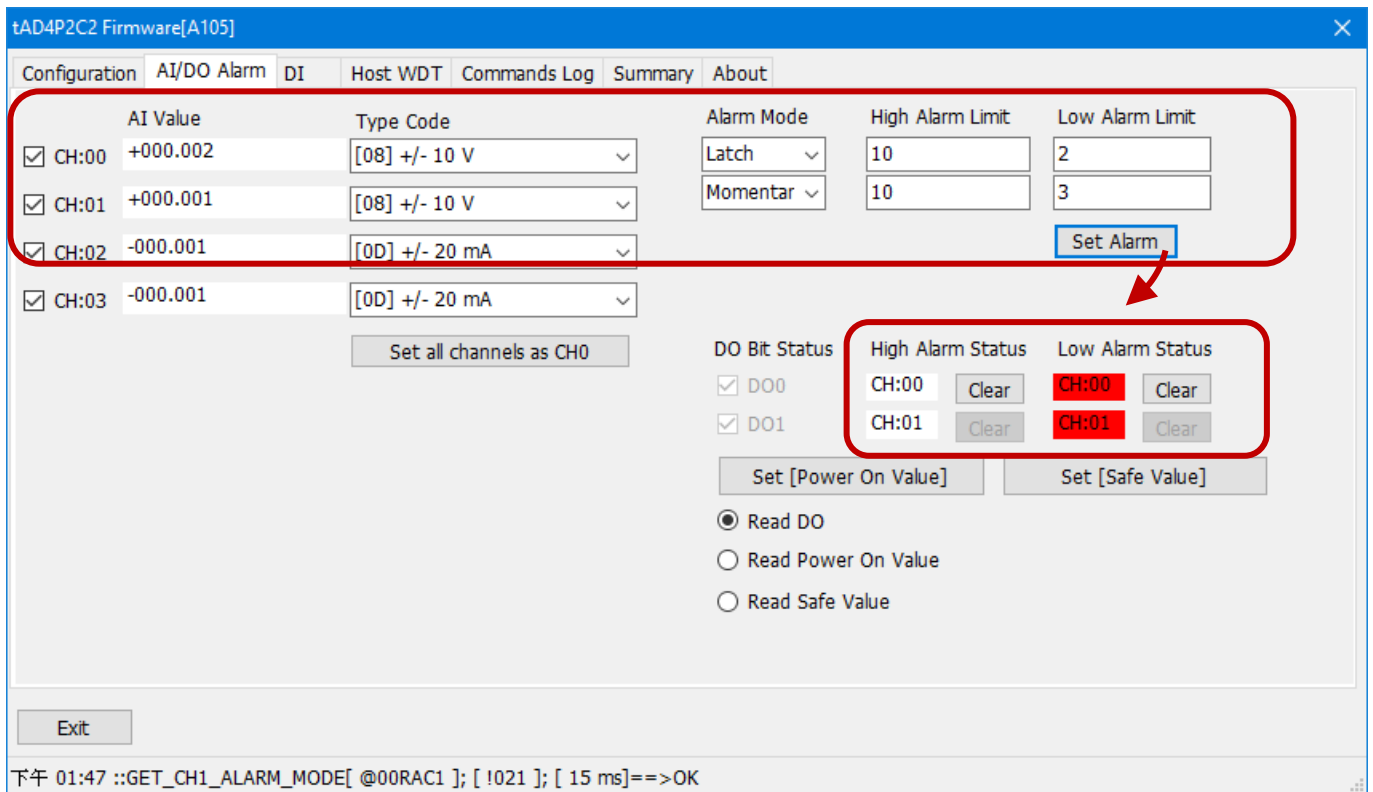 tAD4P2C2 Firmware[A105]
Configuration AI/DO Alarm DI Host WDT Commands Log Summary About
AI Value Type Code Alarm Mode High Alarm Limit Low Alarm Limit
CH:00 +000.002 [08] +/- 10 V Latch 10 2
CH:01 +000.001 [08] +/- 10 V Momentar 10 3
CH:02 -000.001 [0D] +/- 20 mA Set Alarm
CH:03 -000.001 [0D] +/- 20 mA
Set all channels as CH0 DO Bit Status High Alarm Status Low Alarm Status
DO0 CH:00 Clear CH:00 Clear
DO1 CH:01 Clear CH:01 Clear
Set [Power On Value] Set [Safe Value]
Read DO
Read Power On Value
Read Safe Value
Exit
下午 01:47 ::GET_CH1_ALARM_MODE[ @00RAC1 ]; [ !021 ]; [ 15 ms]==>OK